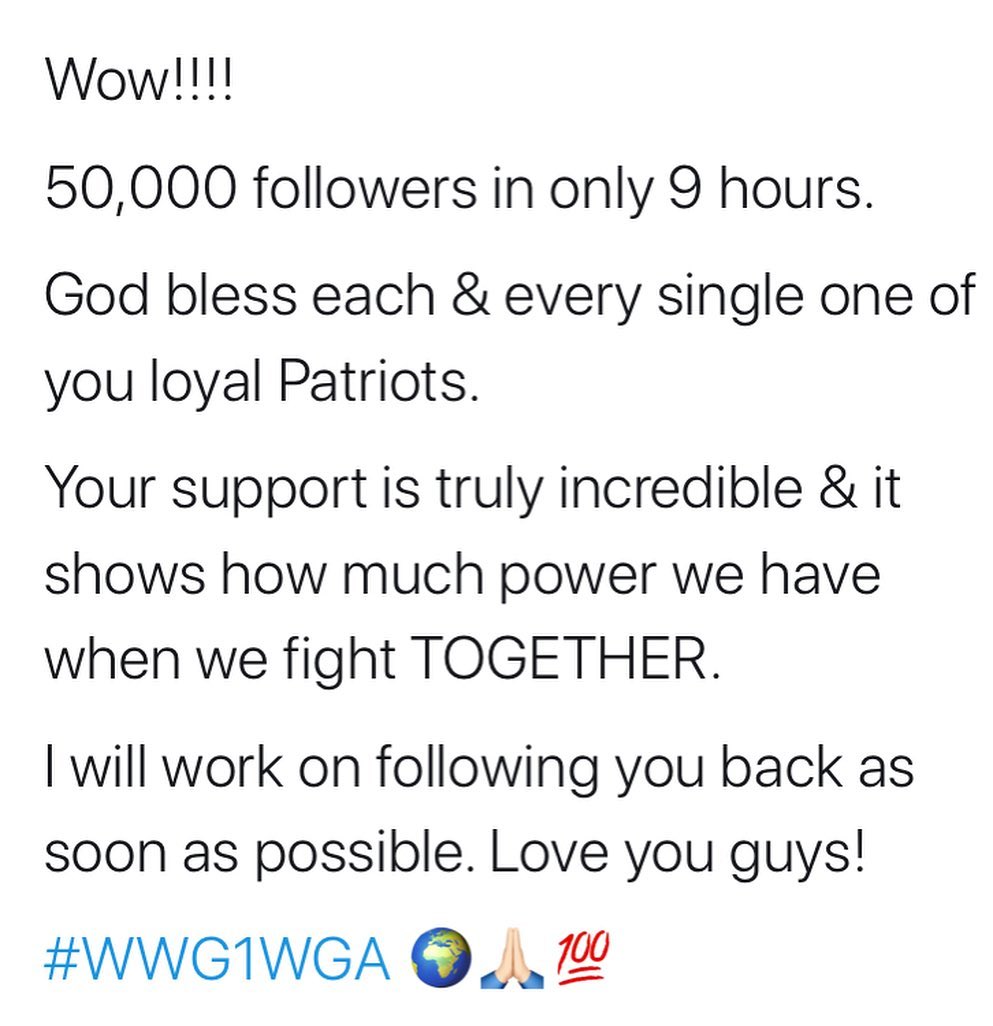 Wow!!!!
50,000 followers in only 9 hours.
God bless each & every single one of
you loyal Patriots.
Your support is truly incredible & it
shows how much power we have
when we fight TOGETHER.
I will work on following you back as
soon as possible. Love you guys!
#WWG1WGA 🌍🙏🏻💯